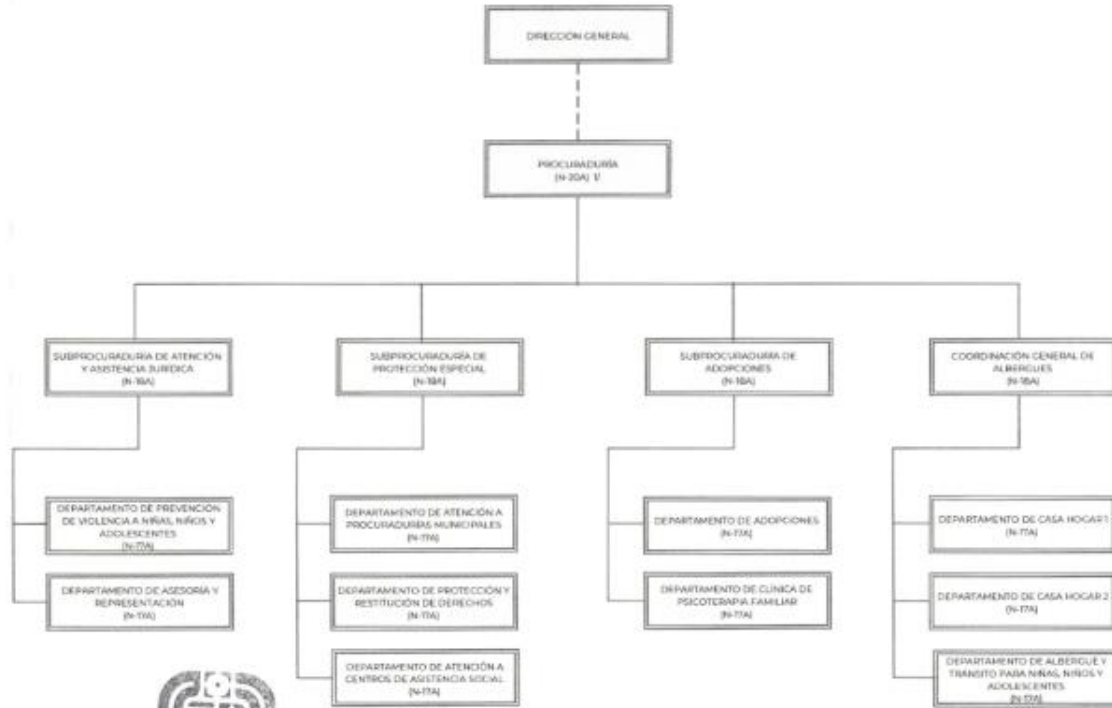 DIRECCIÓN GENERAL
PROCURADURÍA
(N-20A) 1/
SUBPROCURADURÍA DE ATENCIÓN
Y ASISTENCIA JURÍDICA
(N-18A)
SUBPROCURADURÍA DE
PROTECCIÓN ESPECIAL
(N-18A)
SUBPROCURADURÍA DE
ADOPCIONES
(N-18A)
COORDINACIÓN GENERAL DE
ALBERGUES
(N-18A)
DEPARTAMENTO DE PREVENCIÓN
DE VIOLENCIA A NIÑAS, NIÑOS Y
ADOLESCENTES
(N-17A)
DEPARTAMENTO DE ASESORÍA Y
REPRESENTACIÓN
(N-17A)
DEPARTAMENTO DE ATENCIÓN A
PROCURADURÍAS MUNICIPALES
(N-17A)
DEPARTAMENTO DE PROTECCIÓN Y
RESTITUCIÓN DE DERECHOS
(N-17A)
DEPARTAMENTO DE ATENCIÓN A
CENTROS DE ASISTENCIA SOCIAL
(N-17A)
DEPARTAMENTO DE ADOPCIONES
(N-17A)
DEPARTAMENTO DE CLÍNICA DE
PSICOTERAPIA FAMILIAR
(N-17A)
DEPARTAMENTO DE CASA HOGAR 1
(N-17A)
DEPARTAMENTO DE CASA HOGAR 2
(N-17A)
DEPARTAMENTO DE ALBERGUE Y
TRÁNSITO PARA NIÑAS, NIÑOS Y
ADOLESCENTES
(N-17A)